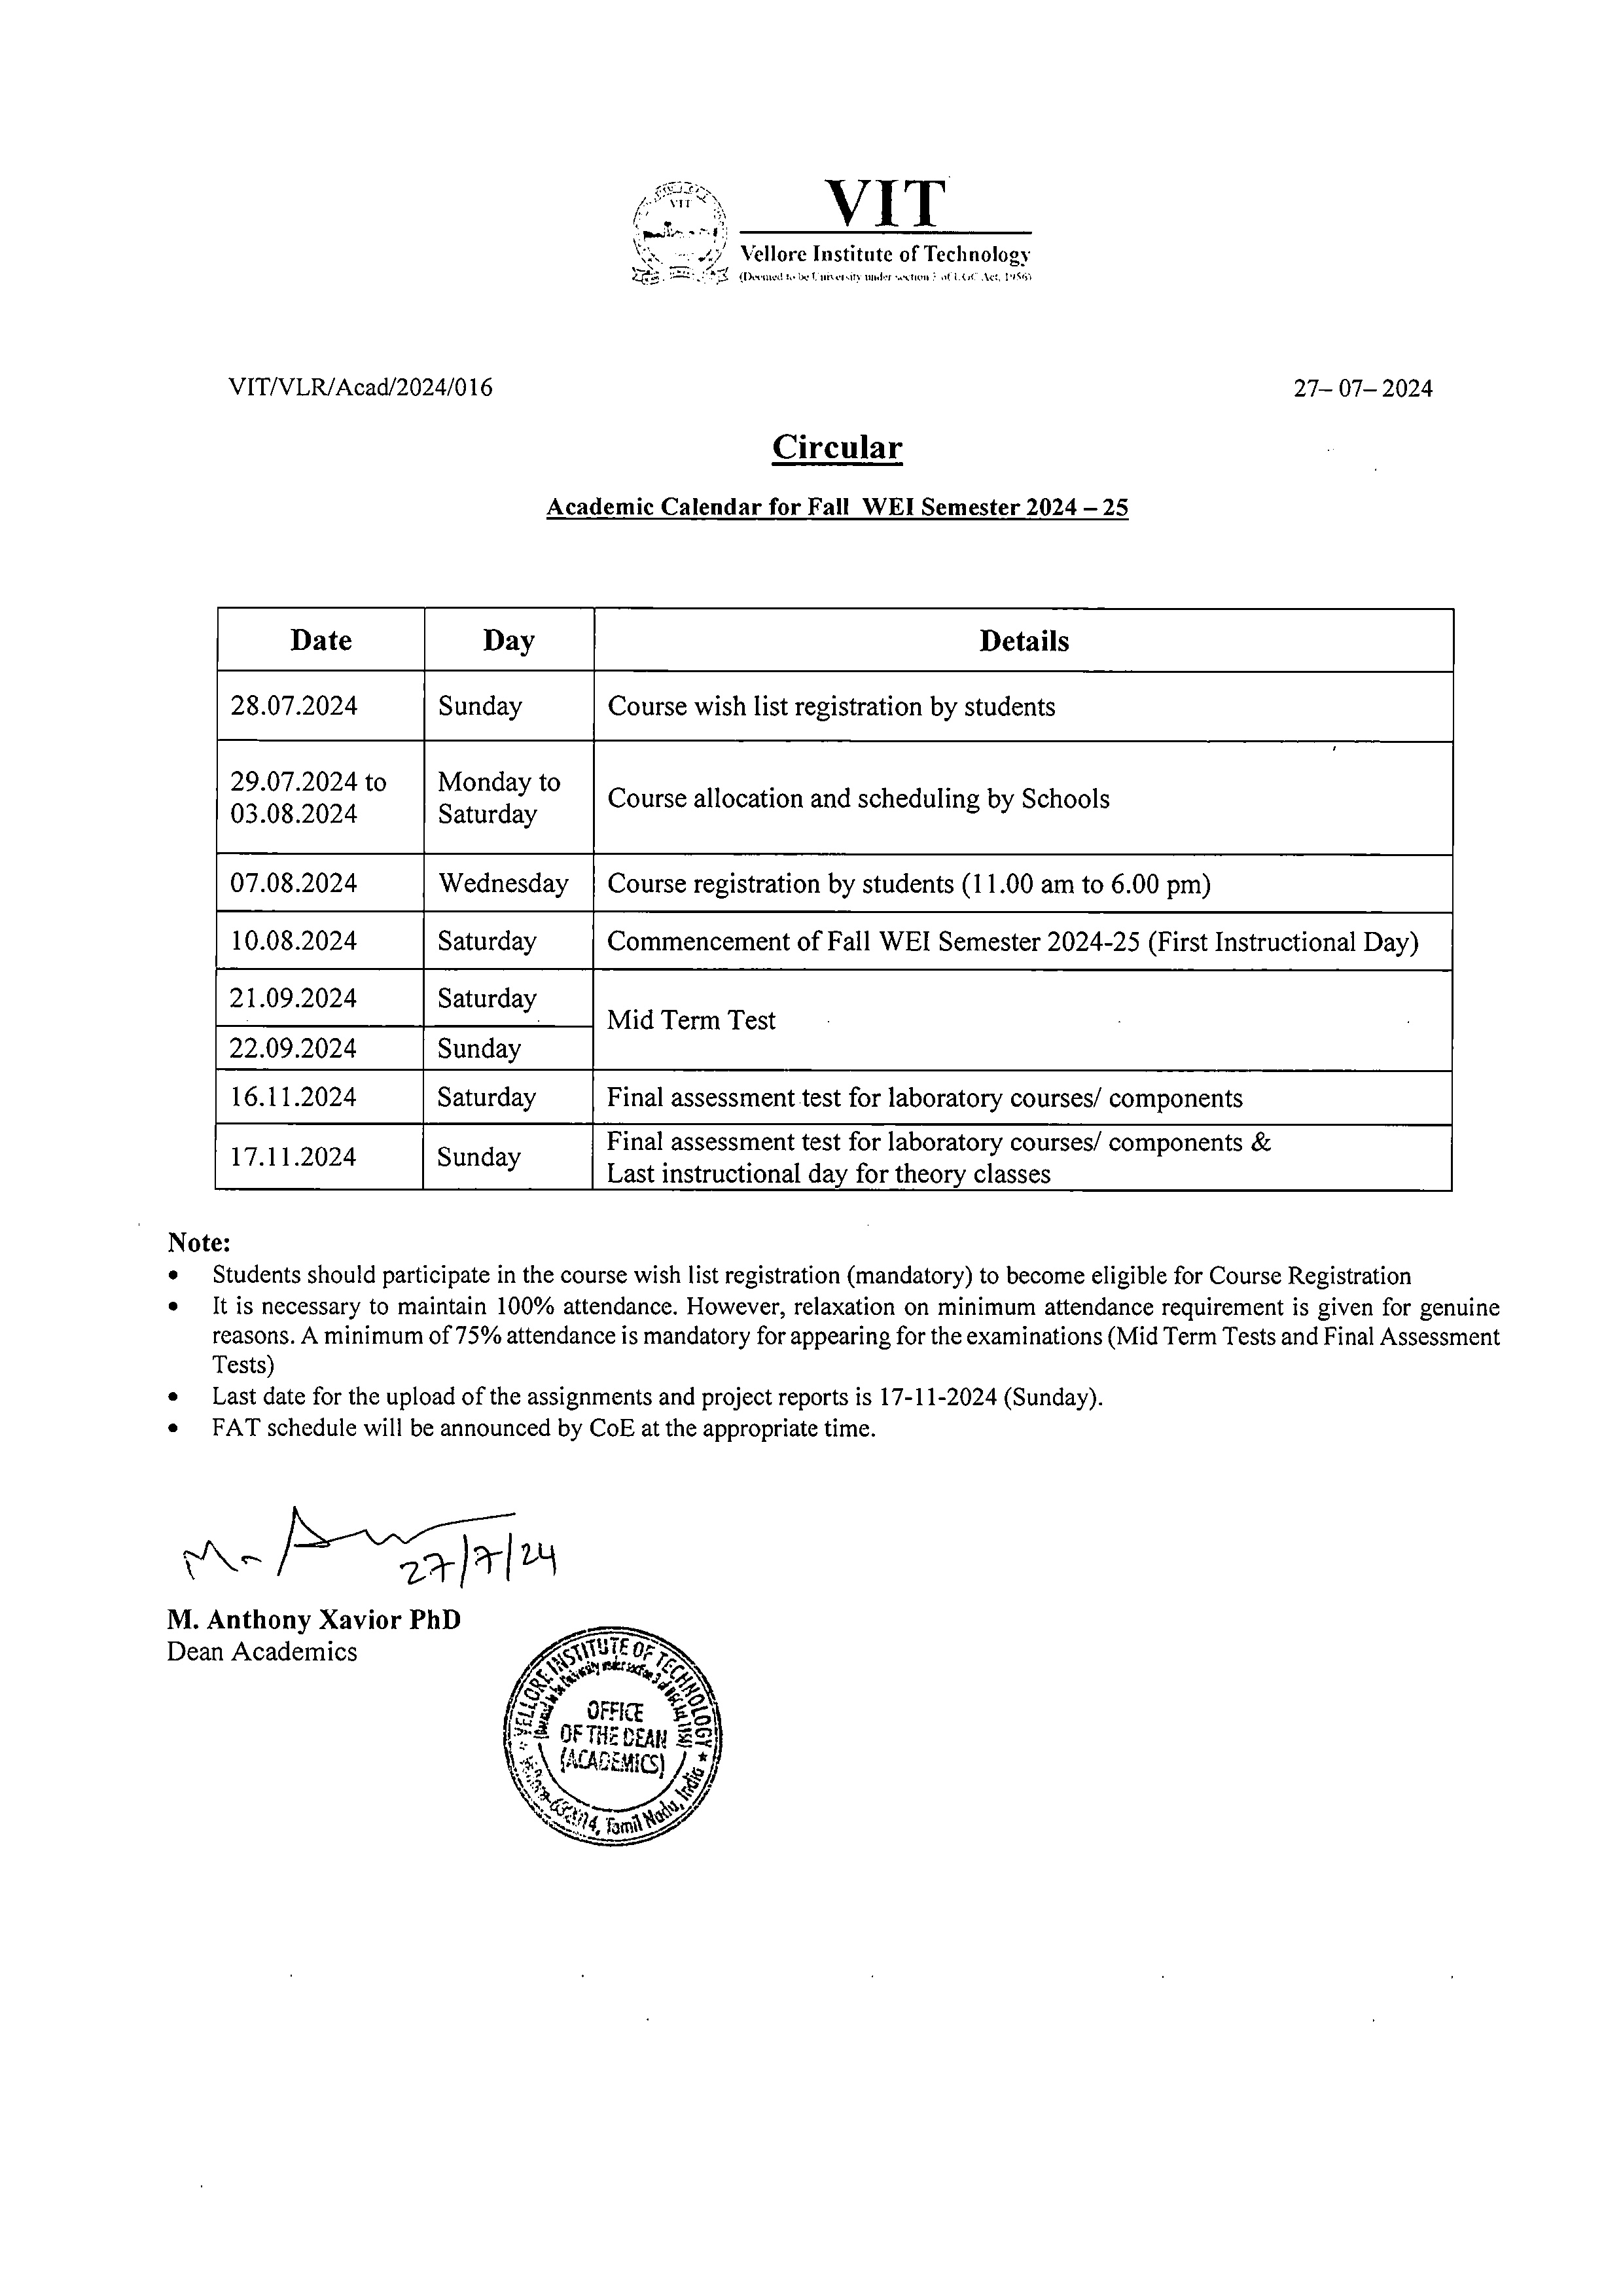 VIT
VIT
Vellore Institute of Technology
(Deemed to be University under section 3 of UGC Act, 1956)
VIT/VLR/Acad/2024/016
27– 07– 2024
Circular
Academic Calendar for Fall WEI Semester 2024 – 25
Date Day Details
28.07.2024 Sunday Course wish list registration by students
29.07.2024 to Monday to
03.08.2024 Saturday
Course allocation and scheduling by Schools
07.08.2024 Wednesday Course registration by students (11.00 am to 6.00 pm)
10.08.2024 Saturday Commencement of Fall WEI Semester 2024-25 (First Instructional Day)
21.09.2024 Saturday
Mid Term Test
22.09.2024 Sunday
16.11.2024 Saturday Final assessment test for laboratory courses/ components
17.11.2024 Sunday
Final assessment test for laboratory courses/ components &
Last instructional day for theory classes
Note:
• Students should participate in the course wish list registration (mandatory) to become eligible for Course Registration
• It is necessary to maintain 100% attendance. However, relaxation on minimum attendance requirement is given for genuine
reasons. A minimum of 75% attendance is mandatory for appearing for the examinations (Mid Term Tests and Final Assessment
Tests)
• Last date for the upload of the assignments and project reports is 17-11-2024 (Sunday).
• FAT schedule will be announced by CoE at the appropriate time.
27/7/24
M. Anthony Xavior PhD
Dean Academics
VELLORE INSTITUTE OF TECHNOLOGY
OFFICE
OF THE DEAN
(ACADEMICS)
Tamil Nadu, India